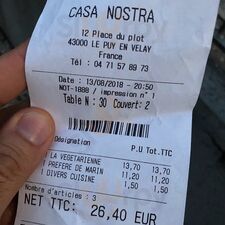 CASA NOSTRA
12 Place du plot
43000 LE PUY EN VELAY
France
Tél : 04 71 57 89 73
Date : 13/08/2018 - 20:50
NOT-1888 / impression n° 1
Table N : 30 Couvert: 2
Désignation P.U Tot.TTC
1 LA VEGETARIENNE 13,70 13,70
1 PREFERE DE MARIN 11,20 11,20
1 DIVERS CUISINE 1,50 1,50
Nombre d'articles : 3
NET TTC: 26,40 EUR